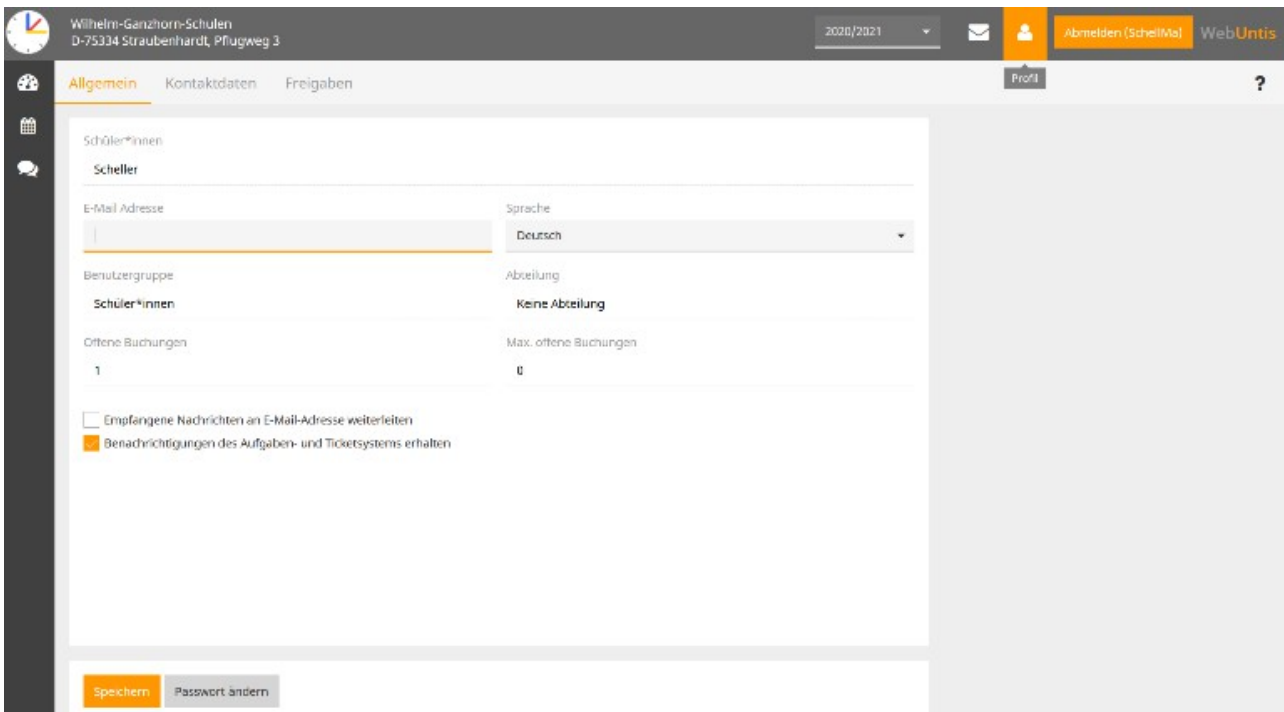 Wilhelm-Ganzhorn-Schulen
D-75334 Straubenhardt, Pflugweg 3
2020/2021
Abmelden (SchellMa)
WebUntis
Profil
Allgemein Kontaktdaten Freigaben
?
Schüler*innen
Scheller
E-Mail Adresse Sprache
Deutsch
Benutzergruppe Abteilung
Schüler*innen Keine Abteilung
Offene Buchungen Max. offene Buchungen
1 0
Empfangene Nachrichten an E-Mail-Adresse weiterleiten
Benachrichtigungen des Aufgaben- und Ticketsystems erhalten
Speichern Passwort ändern